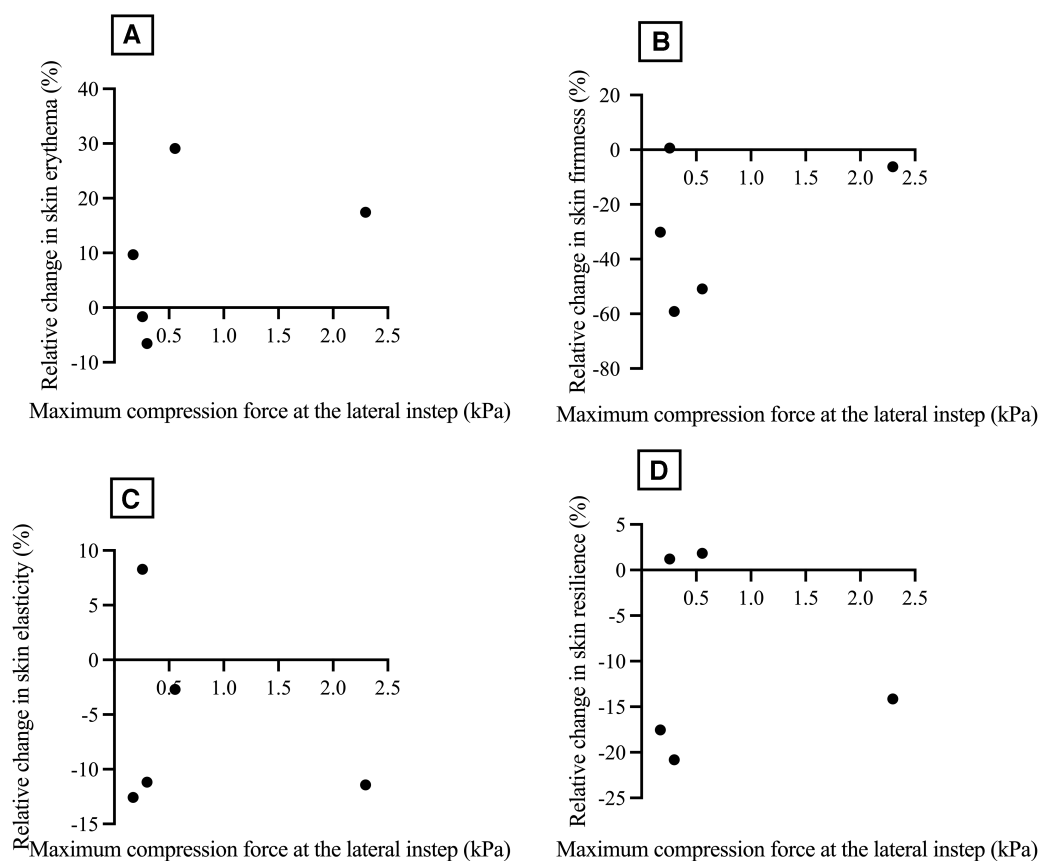 A
Relative change in skin erythema (%)
40
30
20
10
0
-10
0.5 1.0 1.5 2.0 2.5
Maximum compression force at the lateral instep (kPa)
B
Relative change in skin firmness (%)
20
0
-20
-40
-60
-80
0.5 1.0 1.5 2.0 2.5
Maximum compression force at the lateral instep (kPa)
C
Relative change in skin elasticity (%)
10
5
0
-5
-10
-15
0.5 1.0 1.5 2.0 2.5
Maximum compression force at the lateral instep (kPa)
D
Relative change in skin resilience (%)
5
0
-5
-10
-15
-20
-25
0.5 1.0 1.5 2.0 2.5
Maximum compression force at the lateral instep (kPa)